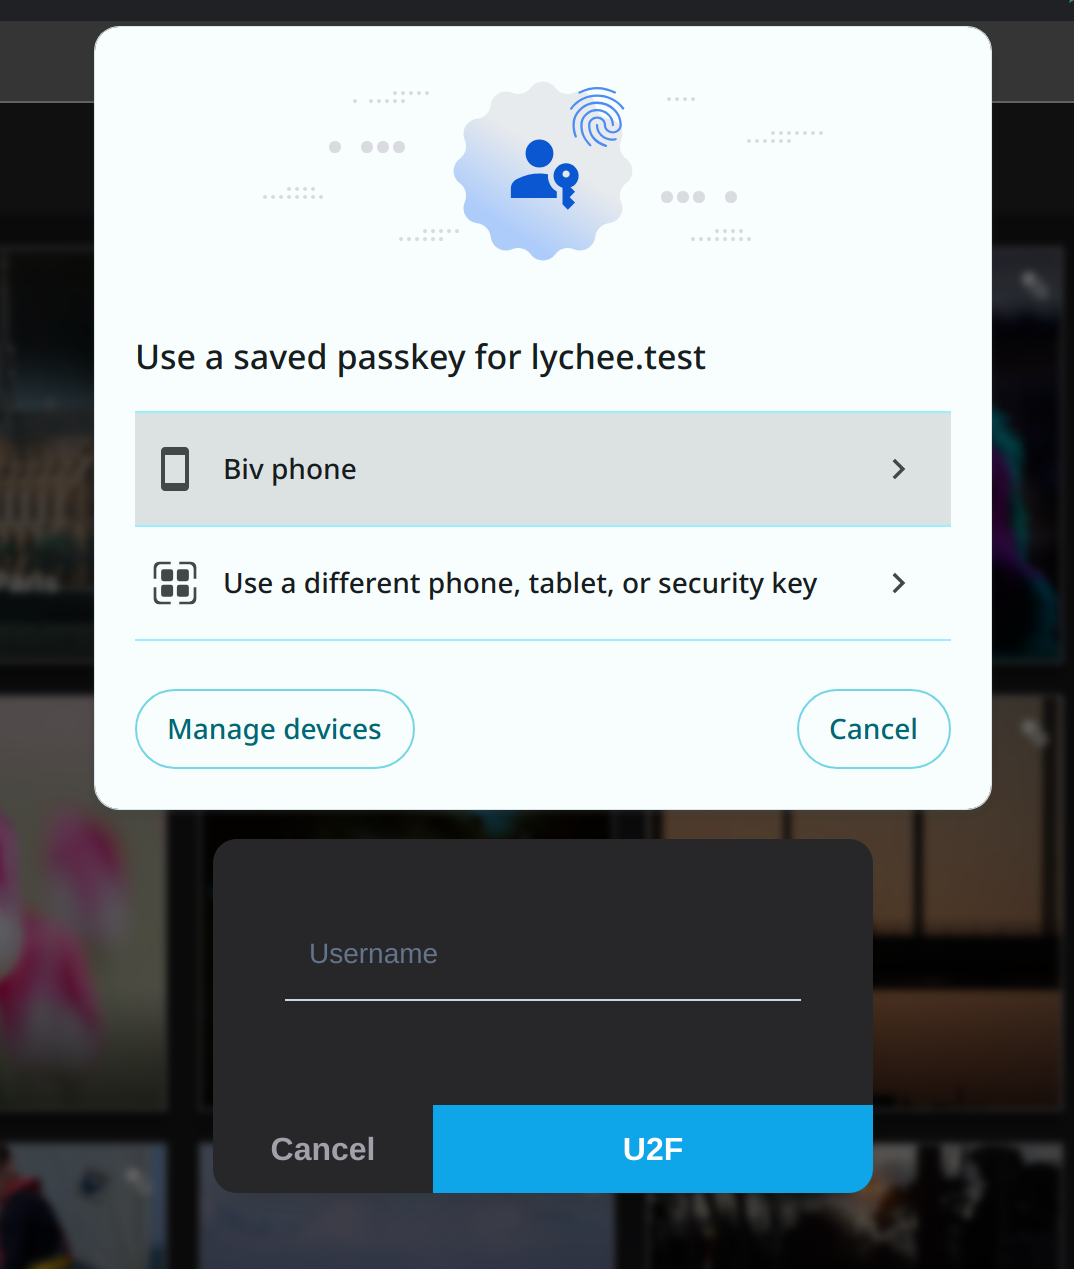 Use a saved passkey for lychee.test
Biv phone
Use a different phone, tablet, or security key
Manage devices
Cancel
Paris
Username
Cancel
U2F